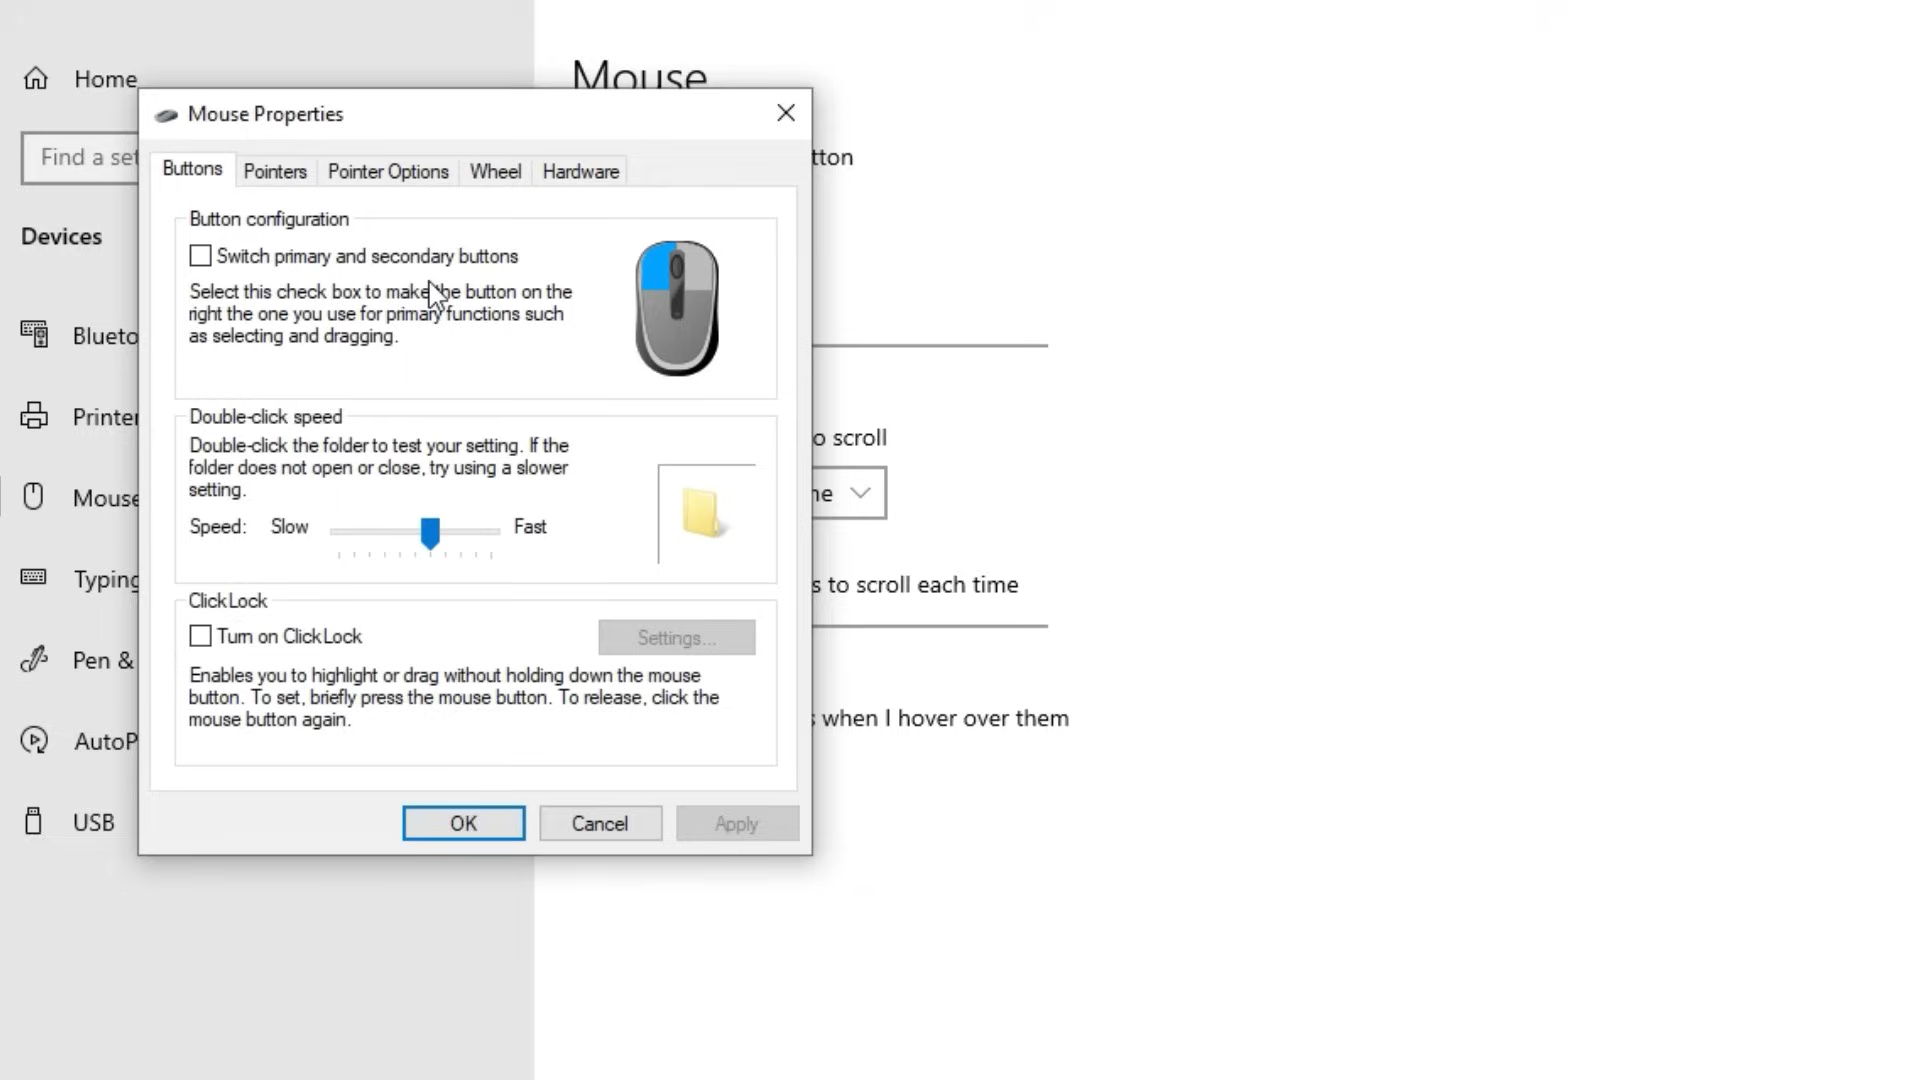 Home
Mouse
Mouse Properties
Find a set
tton
Buttons
Pointers
Pointer Options
Wheel
Hardware
Devices
Button configuration
Switch primary and secondary buttons
Select this check box to make the button on the
right the one you use for primary functions such
as selecting and dragging.
Blueto
Printer
Mouse
Typing
Pen &
AutoP
USB
Double-click speed
Double-click the folder to test your setting. If the
folder does not open or close, try using a slower
setting.
Speed:
Slow
Fast
o scroll
ne
s to scroll each time
ClickLock
Turn on ClickLock
Settings...
Enables you to highlight or drag without holding down the mouse
button. To set, briefly press the mouse button. To release, click the
mouse button again.
s when I hover over them
OK
Cancel
Apply